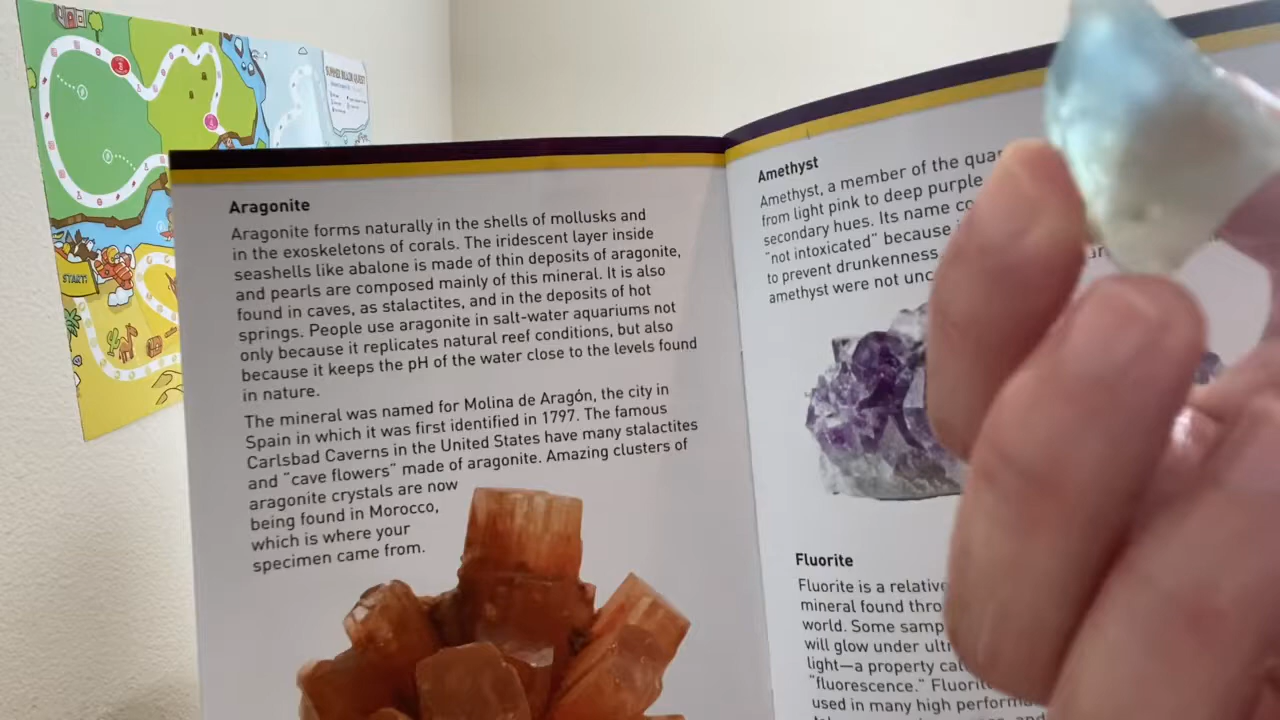 SUMMER BRAIN QUEST
START!
Aragonite
Aragonite forms naturally in the shells of mollusks and
in the exoskeletons of corals. The iridescent layer inside
seashells like abalone is made of thin deposits of aragonite,
and pearls are composed mainly of this mineral. It is also
found in caves, as stalactites, and in the deposits of hot
springs. People use aragonite in salt-water aquariums not
only because it replicates natural reef conditions, but also
because it keeps the pH of the water close to the levels found
in nature.
The mineral was named for Molina de Aragón, the city in
Spain in which it was first identified in 1797. The famous
Carlsbad Caverns in the United States have many stalactites
and “cave flowers” made of aragonite. Amazing clusters of
aragonite crystals are now
being found in Morocco,
which is where your
specimen came from.
Amethyst
Amethyst, a member of the quar
from light pink to deep purple
secondary hues. Its name co
"not intoxicated" because i
to prevent drunkenness
amethyst were not unc
Fluorite
Fluorite is a relative
mineral found thro
world. Some samp
will glow under ultr
light—a property cal
"fluorescence." Fluorit
used in many high performa